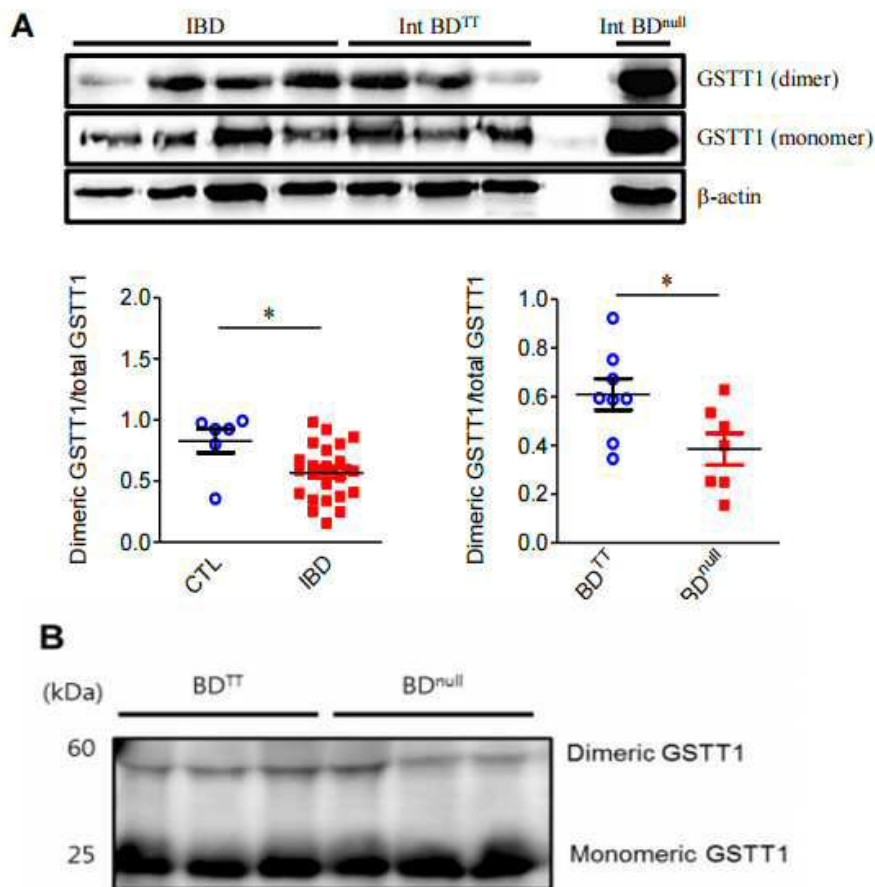 A
IBD Int BD^TT Int BD^null
GSTT1 (dimer)
GSTT1 (monomer)
β-actin
Dimeric GSTT1/total GSTT1
2.0
1.5
1.0
0.5
0.0
*
CTL
IBD
Dimeric GSTT1/total GSTT1
1.0
0.8
0.6
0.4
0.2
0.0
*
BD^TT
BD^null
B
(kDa) BD^TT BD^null
60 Dimeric GSTT1
25 Monomeric GSTT1